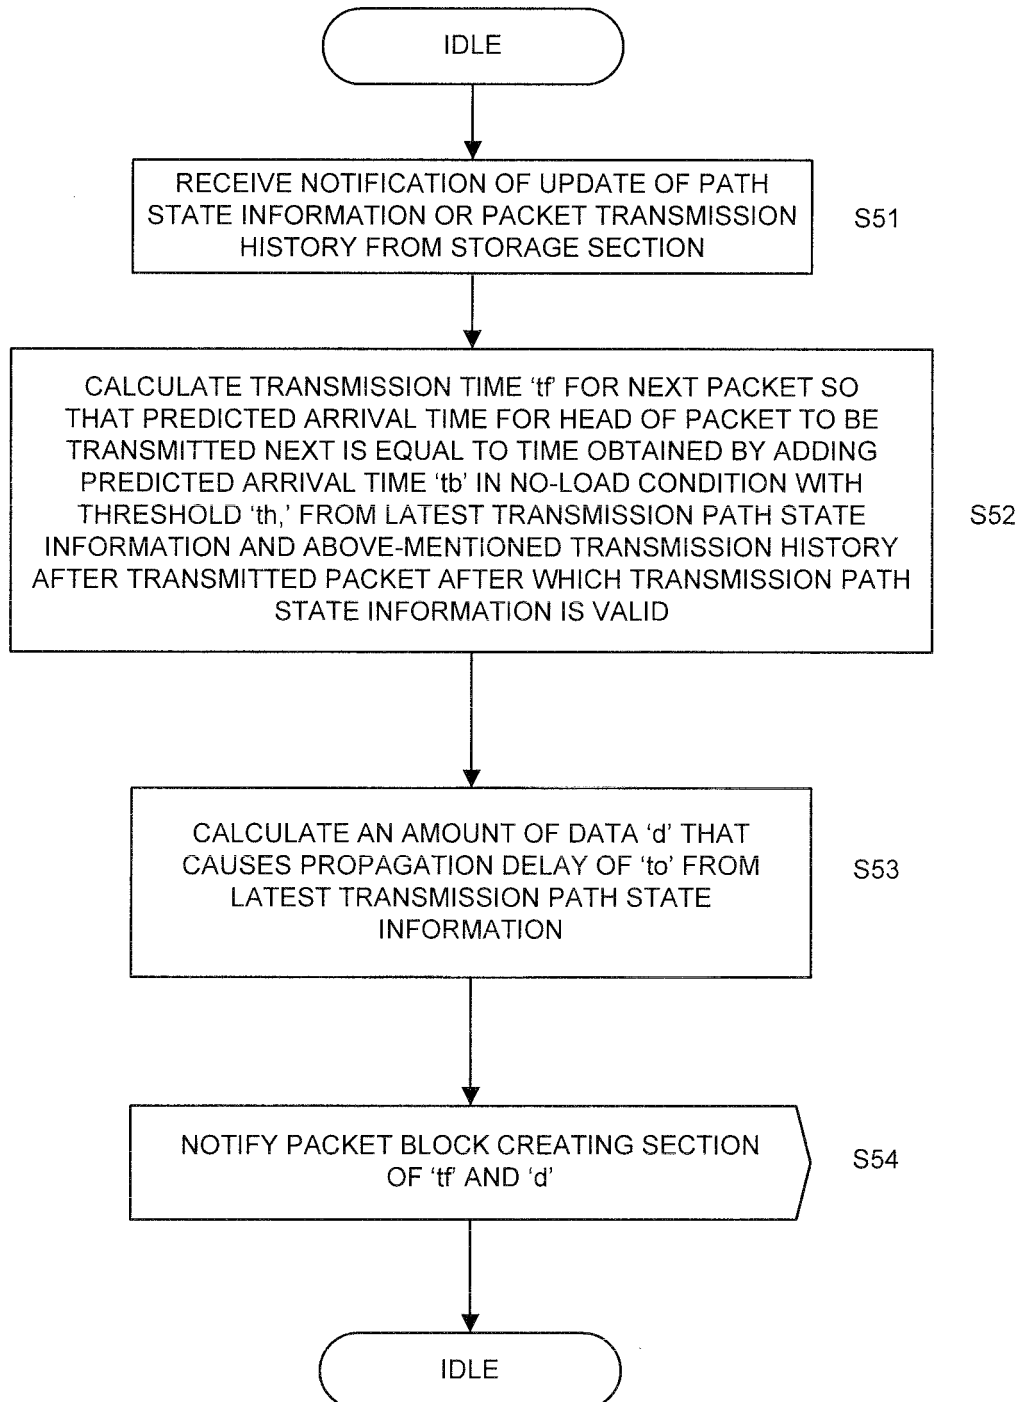 IDLE
RECEIVE NOTIFICATION OF UPDATE OF PATH
STATE INFORMATION OR PACKET TRANSMISSION
HISTORY FROM STORAGE SECTION
S51
CALCULATE TRANSMISSION TIME ‘tf’ FOR NEXT PACKET SO
THAT PREDICTED ARRIVAL TIME FOR HEAD OF PACKET TO BE
TRANSMITTED NEXT IS EQUAL TO TIME OBTAINED BY ADDING
PREDICTED ARRIVAL TIME ‘tb’ IN NO-LOAD CONDITION WITH
THRESHOLD ‘th,’ FROM LATEST TRANSMISSION PATH STATE
INFORMATION AND ABOVE-MENTIONED TRANSMISSION HISTORY
AFTER TRANSMITTED PACKET AFTER WHICH TRANSMISSION PATH
STATE INFORMATION IS VALID
S52
CALCULATE AN AMOUNT OF DATA ‘d’ THAT
CAUSES PROPAGATION DELAY OF ‘to’ FROM
LATEST TRANSMISSION PATH STATE
INFORMATION
S53
NOTIFY PACKET BLOCK CREATING SECTION
OF ‘tf’ AND ‘d’
S54
IDLE